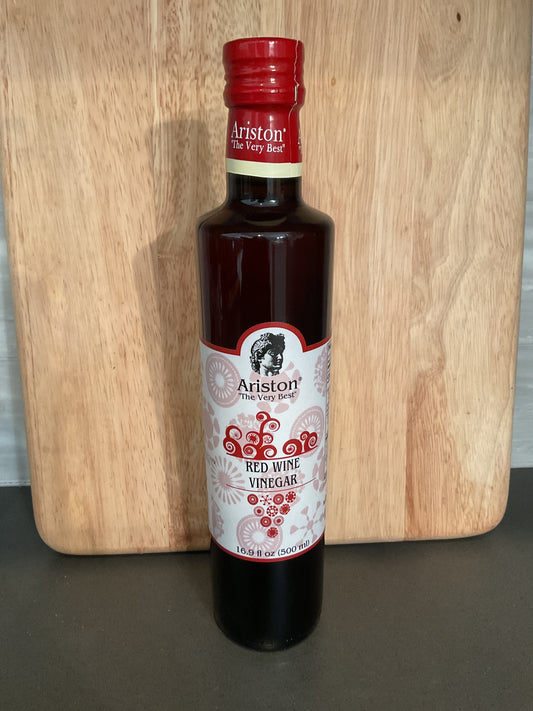 Ariston®
"The Very Best"
Ariston®
"The Very Best"
RED WINE
VINEGAR
16.9 fl oz (500 ml)